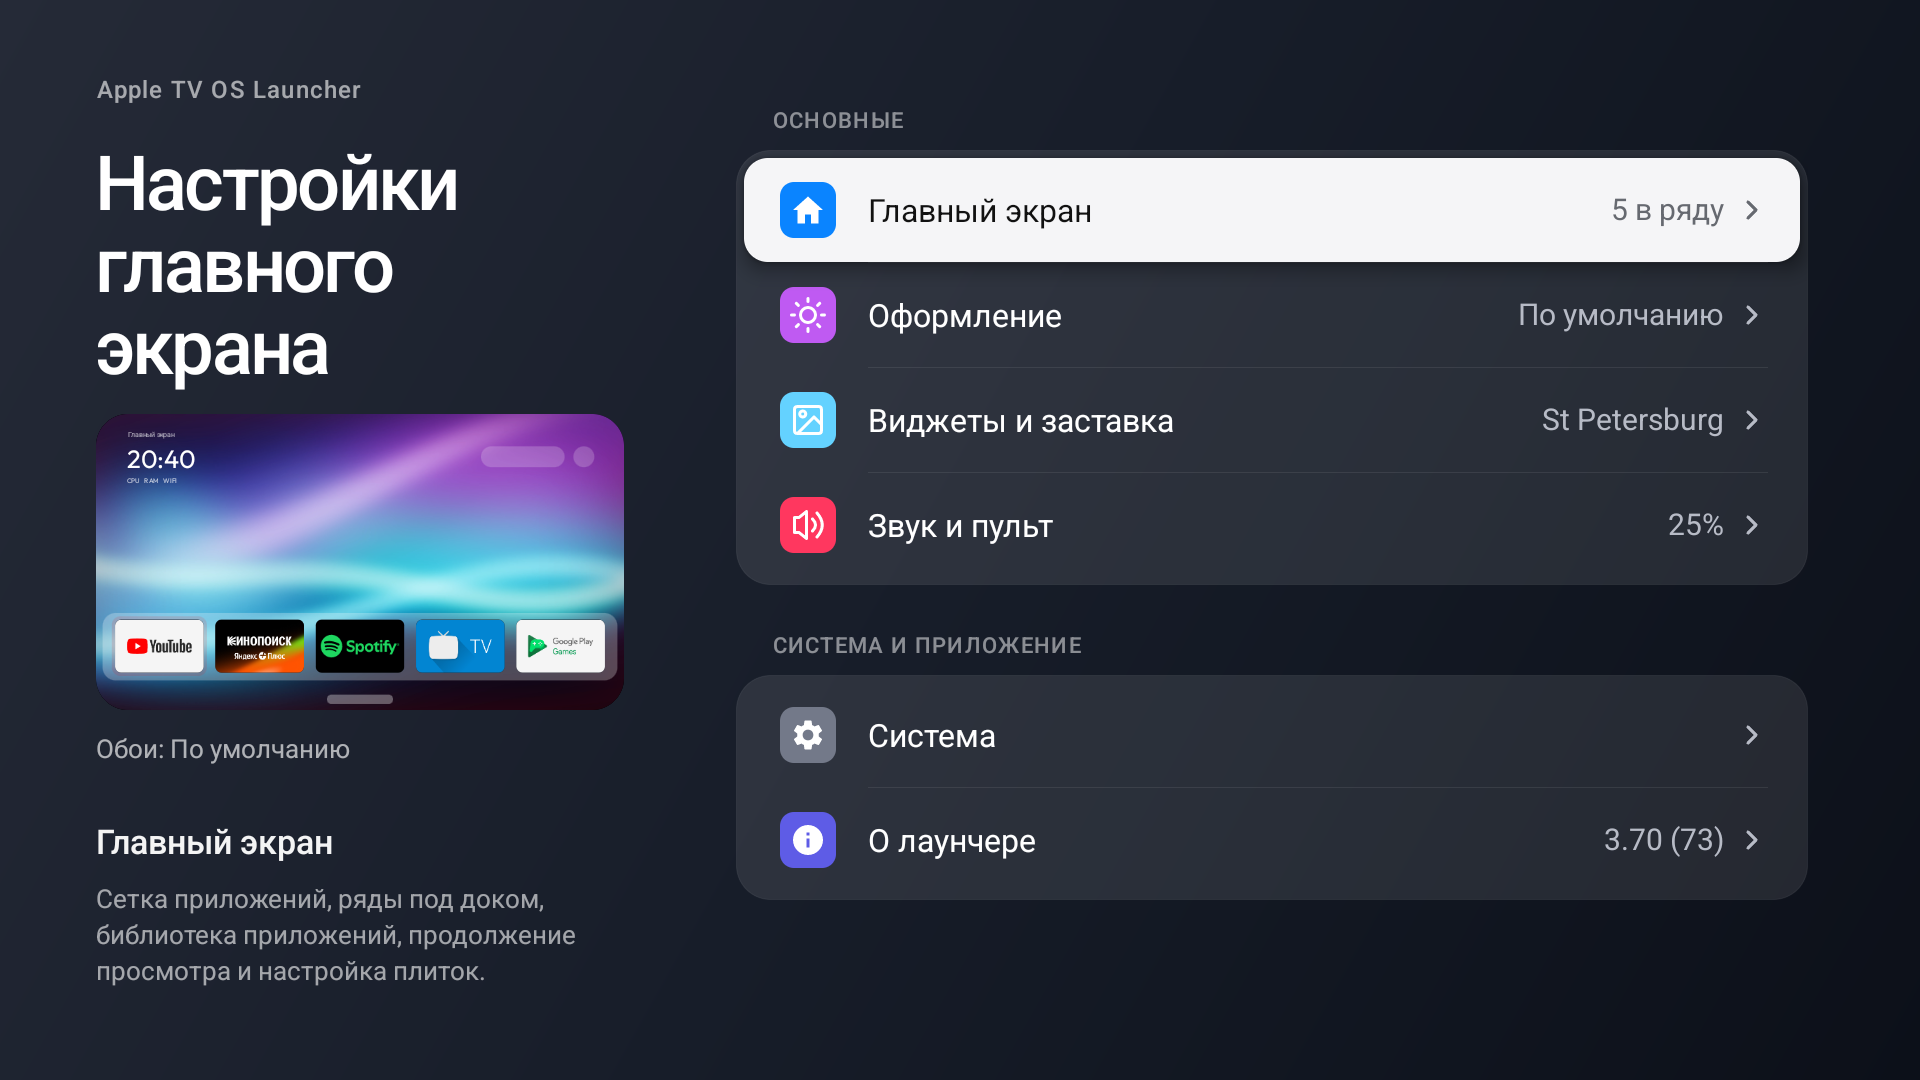 Apple TV OS Launcher
Настройки
главного
экрана
Главный экран
20:40
CPU RAM WIFI
YouTube
КИНОПОИСК
Яндекс Плюс
Spotify
TV
Google Play
Games
Обои: По умолчанию
Главный экран
Сетка приложений, ряды под доком,
библиотека приложений, продолжение
просмотра и настройка плиток.
ОСНОВНЫЕ
Главный экран 5 в ряду
Оформление По умолчанию
Виджеты и заставка St Petersburg
Звук и пульт 25%
СИСТЕМА И ПРИЛОЖЕНИЕ
Система
О лаунчере 3.70 (73)